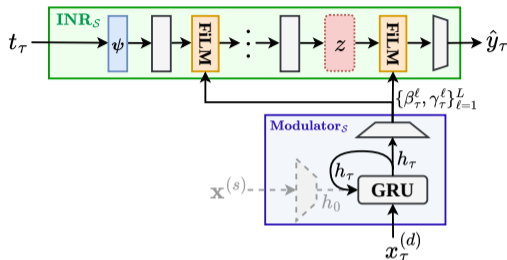 INR_𝒮
t_τ
ψ
FiLM
⋮
z
FiLM
ŷ_τ
{β_τ^ℓ, γ_τ^ℓ}_{ℓ=1}^L
Modulator_𝒮
x^{(s)}
h_0
h_τ
h_τ
GRU
x_τ^{(d)}